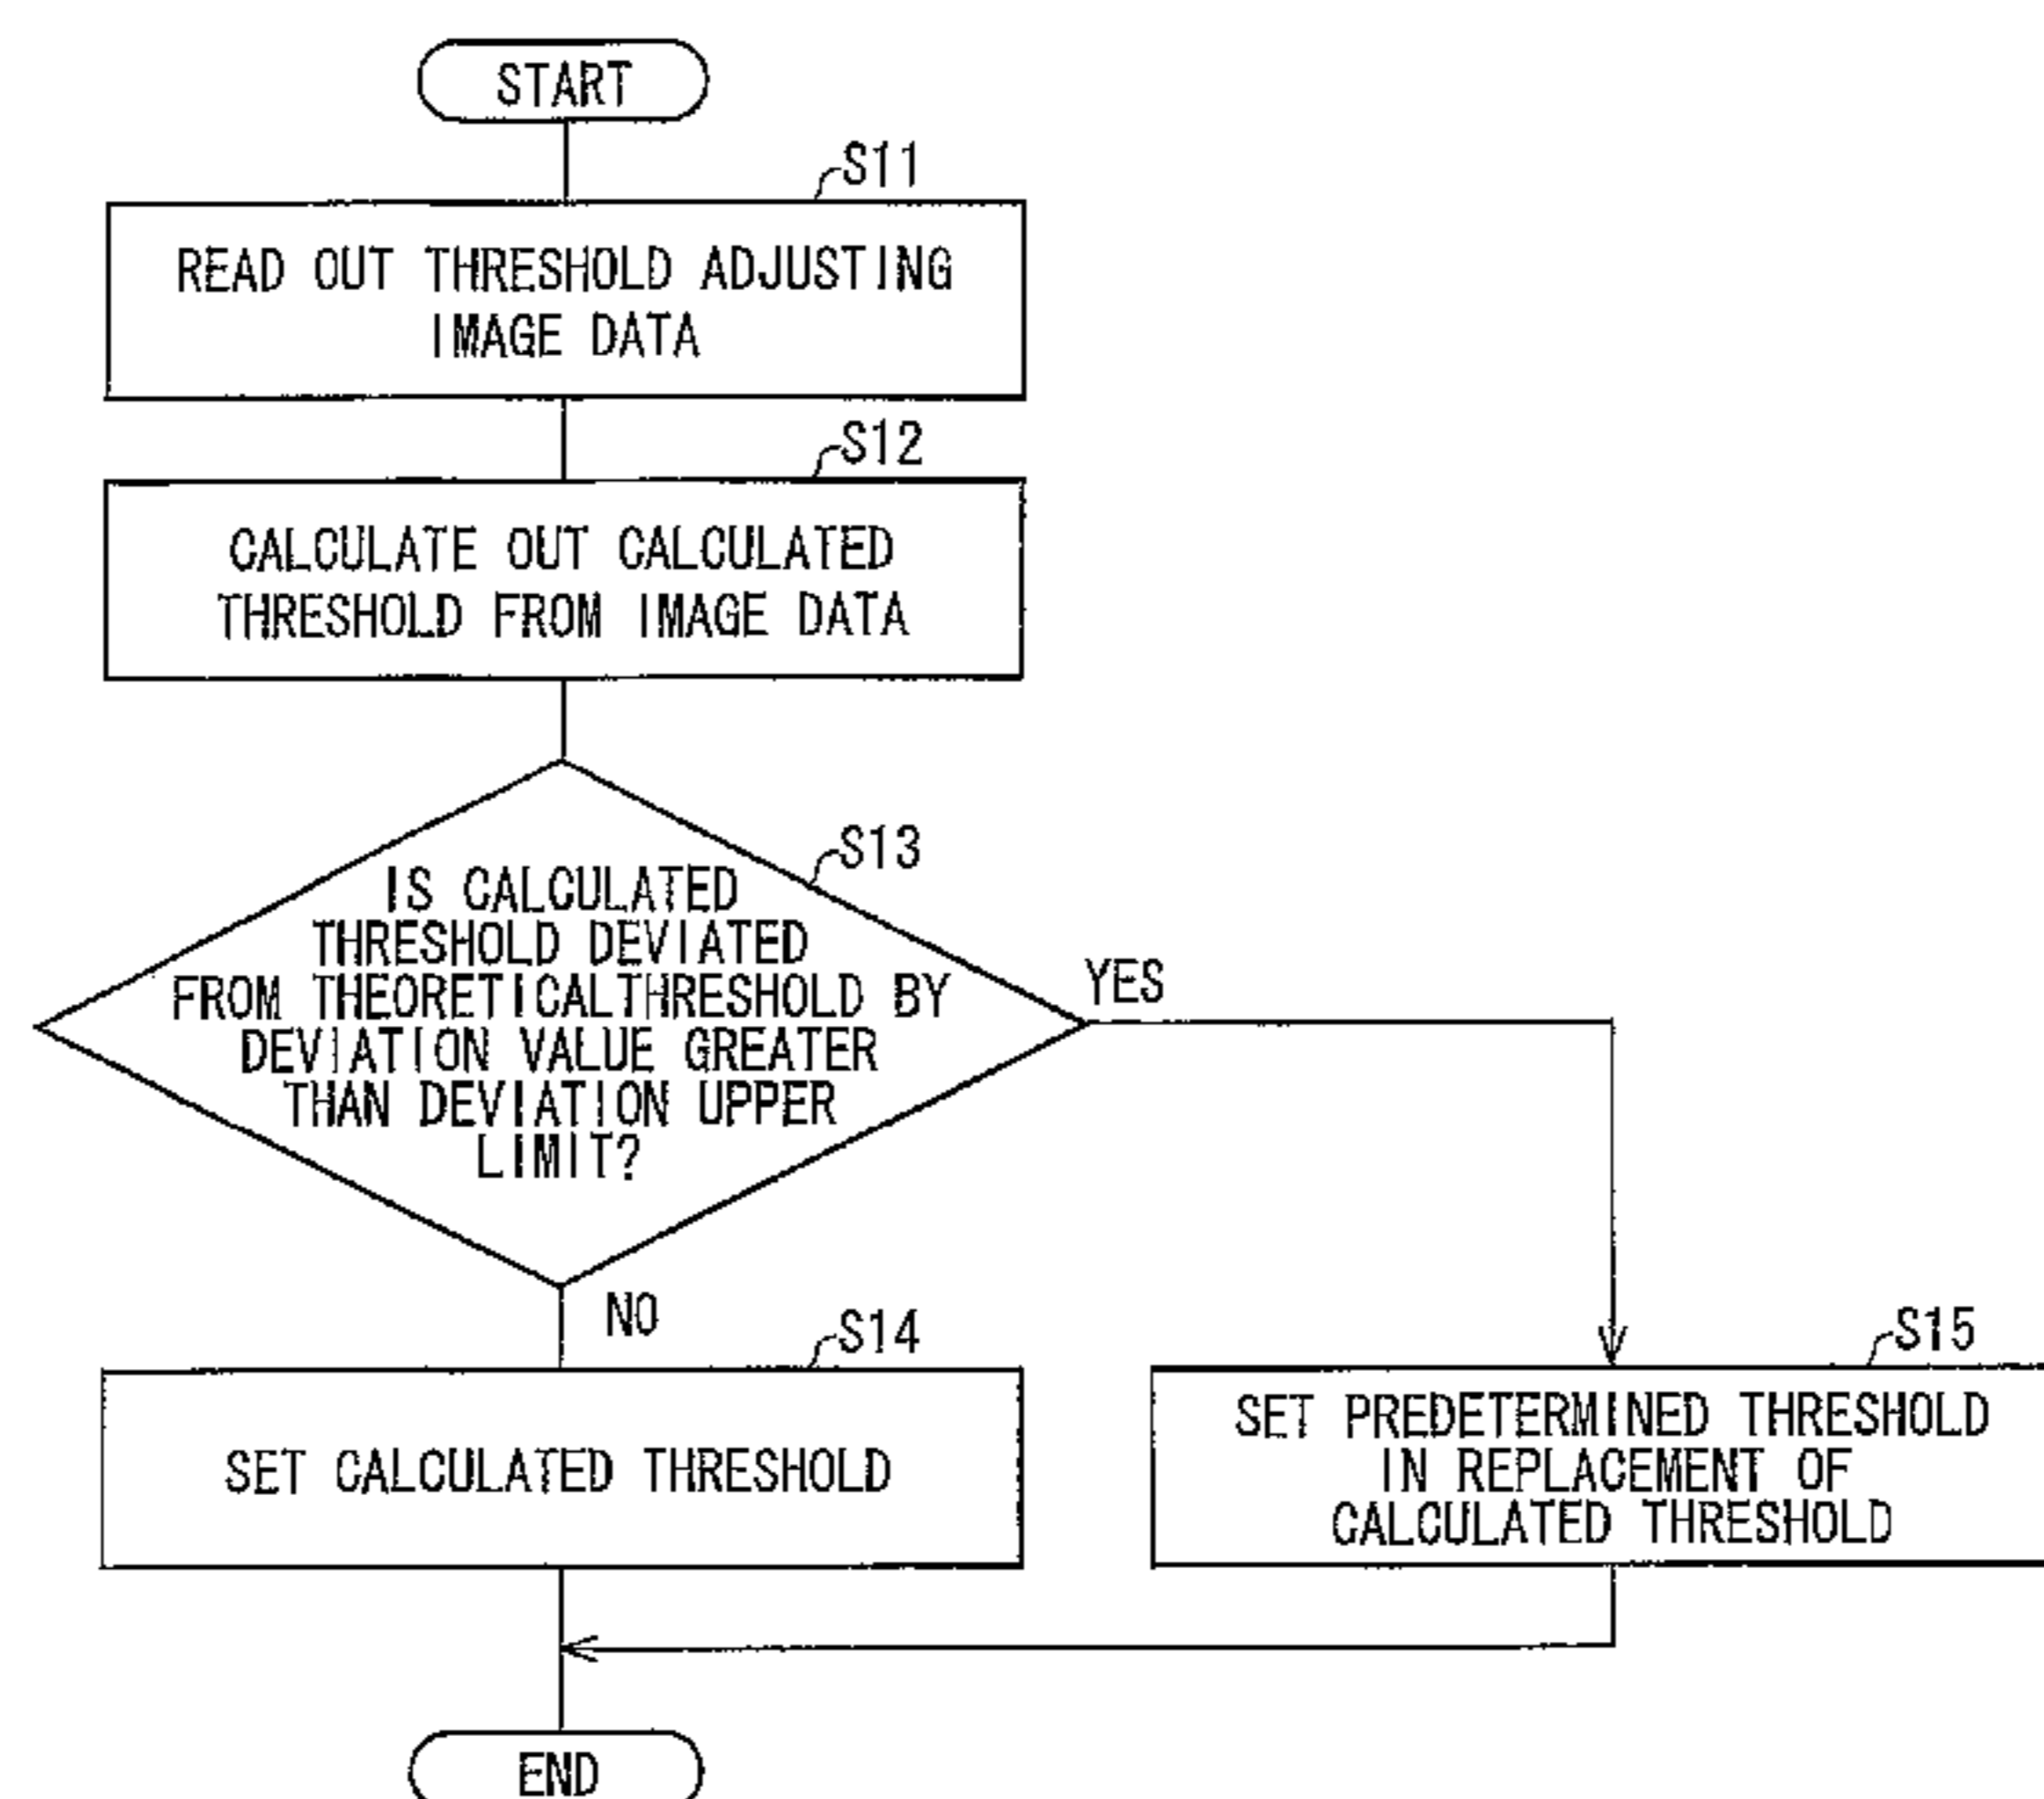 START
S11
READ OUT THRESHOLD ADJUSTING
IMAGE DATA
S12
CALCULATE OUT CALCULATED
THRESHOLD FROM IMAGE DATA
S13
IS CALCULATED
THRESHOLD DEVIATED
FROM THEORETICALTHRESHOLD BY
DEVIATION VALUE GREATER
THAN DEVIATION UPPER
LIMIT?
YES
NO
S14
SET CALCULATED THRESHOLD
S15
SET PREDETERMINED THRESHOLD
IN REPLACEMENT OF
CALCULATED THRESHOLD
END